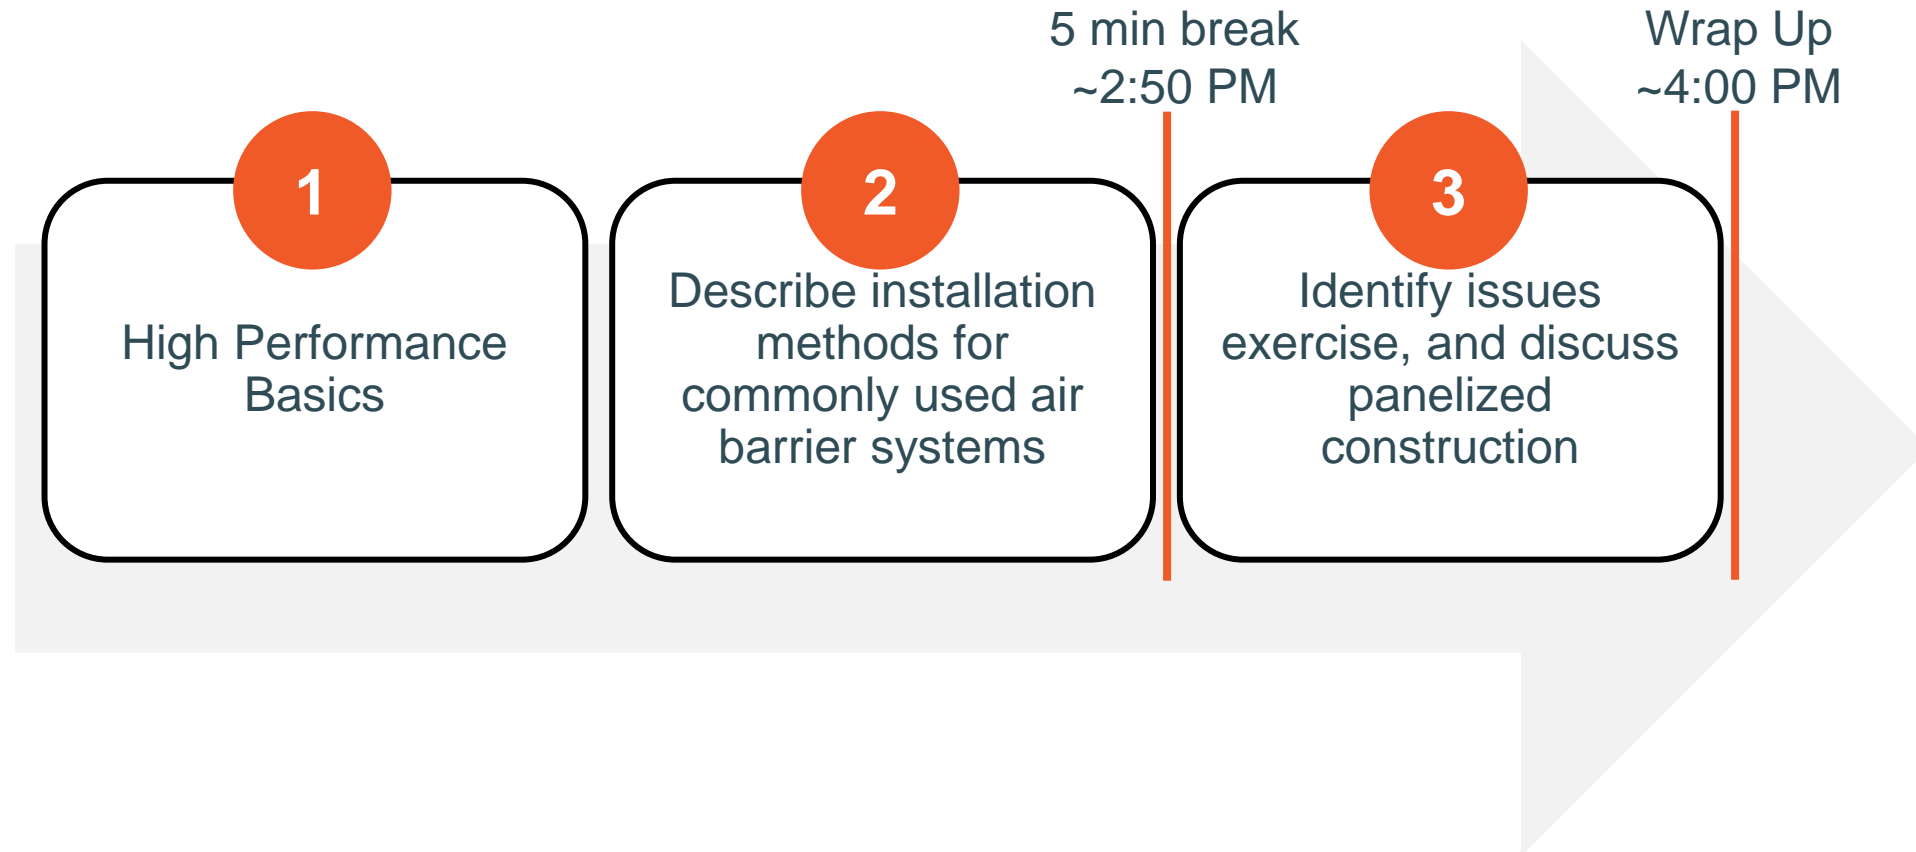 5 min break
~2:50 PM
Wrap Up
~4:00 PM
1
High Performance
Basics
2
Describe installation
methods for
commonly used air
barrier systems
3
Identify issues
exercise, and discuss
panelized
construction